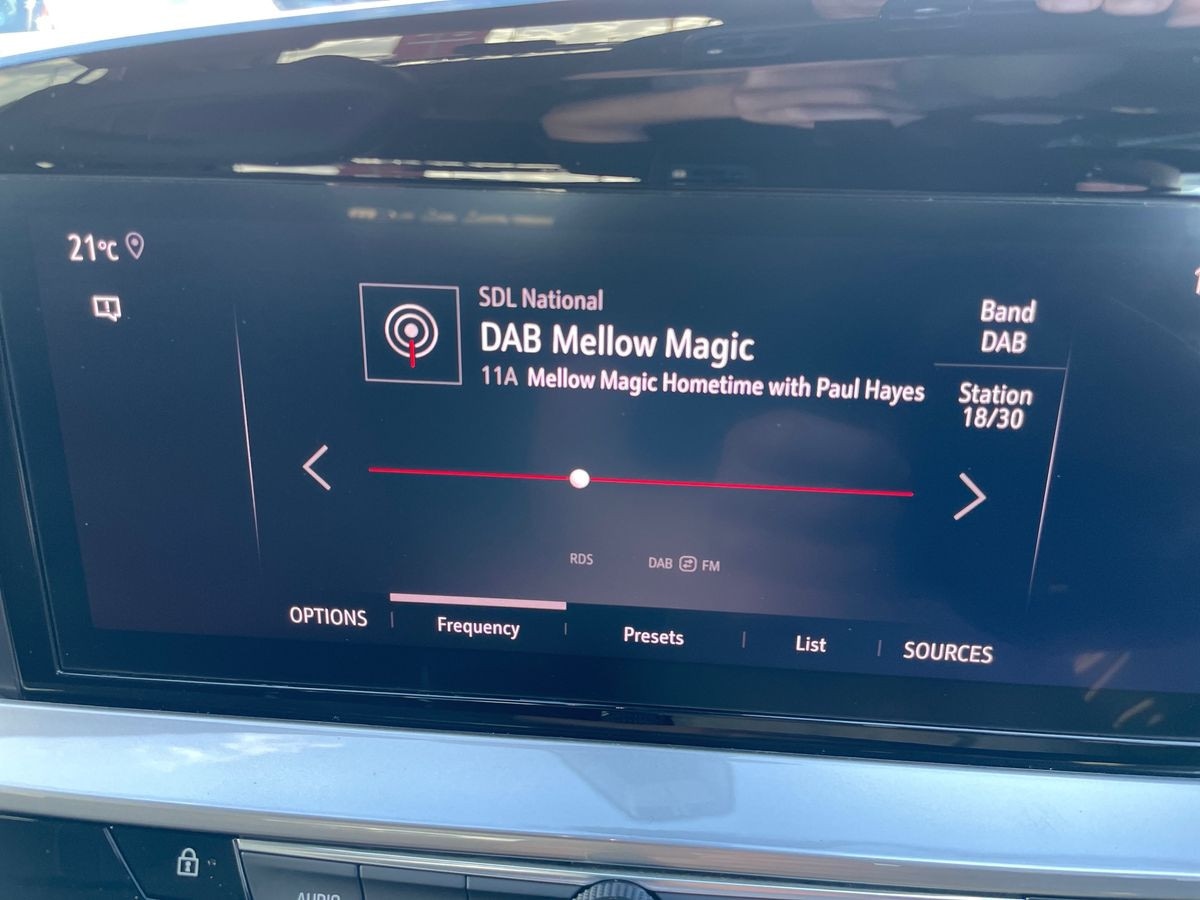 21°C
SDL National
DAB Mellow Magic
11A Mellow Magic Hometime with Paul Hayes
Band
DAB
Station
18/30
RDS
DAB FM
OPTIONS
Frequency
Presets
List
SOURCES
AUDIO